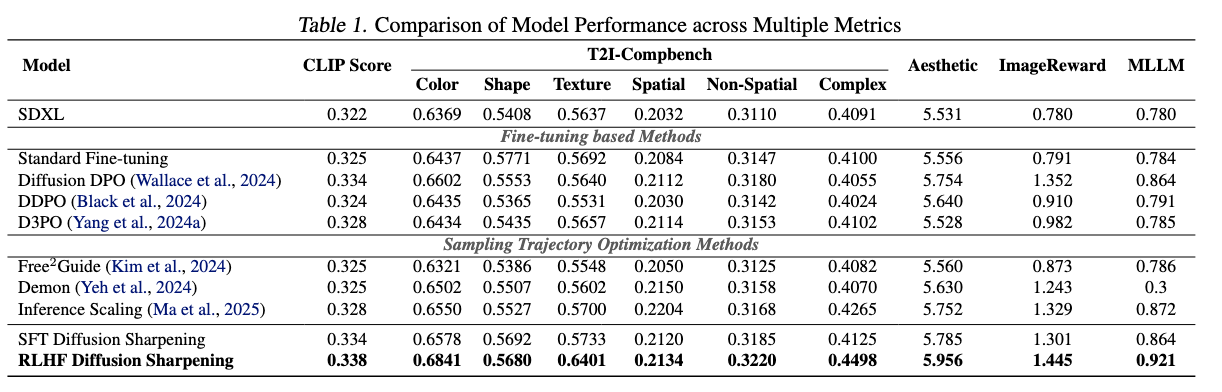 Table 1. Comparison of Model Performance across Multiple Metrics
Model CLIP Score T2I-Compbench Aesthetic ImageReward MLLM
Color Shape Texture Spatial Non-Spatial Complex
SDXL 0.322 0.6369 0.5408 0.5637 0.2032 0.3110 0.4091 5.531 0.780 0.780
Fine-tuning based Methods
Standard Fine-tuning 0.325 0.6437 0.5771 0.5692 0.2084 0.3147 0.4100 5.556 0.791 0.784
Diffusion DPO (Wallace et al., 2024) 0.334 0.6602 0.5553 0.5640 0.2112 0.3180 0.4055 5.754 1.352 0.864
DDPO (Black et al., 2024) 0.324 0.6435 0.5365 0.5531 0.2030 0.3142 0.4024 5.640 0.910 0.791
D3PO (Yang et al., 2024a) 0.328 0.6434 0.5435 0.5657 0.2114 0.3153 0.4102 5.528 0.982 0.785
Sampling Trajectory Optimization Methods
Free²Guide (Kim et al., 2024) 0.325 0.6321 0.5386 0.5548 0.2050 0.3125 0.4082 5.560 0.873 0.786
Demon (Yeh et al., 2024) 0.325 0.6502 0.5507 0.5602 0.2150 0.3158 0.4070 5.630 1.243 0.3
Inference Scaling (Ma et al., 2025) 0.328 0.6550 0.5527 0.5700 0.2204 0.3168 0.4265 5.752 1.329 0.872
SFT Diffusion Sharpening 0.334 0.6578 0.5692 0.5733 0.2120 0.3185 0.4125 5.785 1.301 0.864
RLHF Diffusion Sharpening 0.338 0.6841 0.5680 0.6401 0.2134 0.3220 0.4498 5.956 1.445 0.921